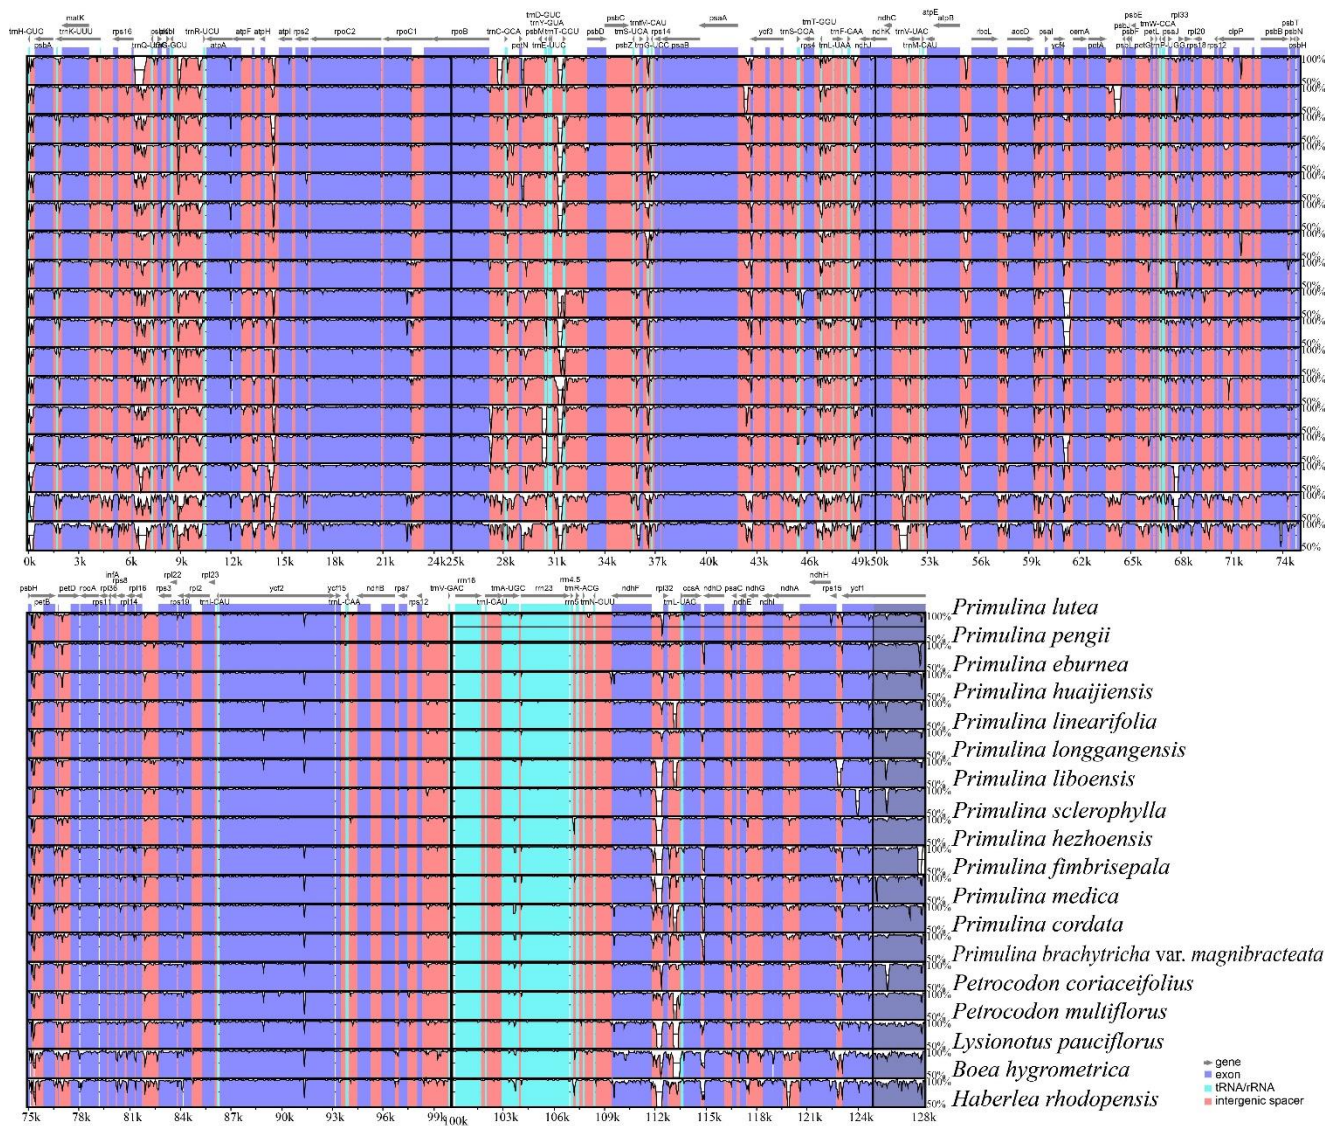 trnD-GUC atpE
matK trnY-GUA psbC trnfM-CAU psaA trnT-GGU ndhC psbE rpl33
trnH-GUG trnK-UUU rps16 trnR-UCU atpF atpH rps2 rpoC2 rpoC1 rpoB trnC-GCA psbM trnT-GGU psbD trnS-UGA rps14 ycf3 trnS-GGA trnF-GAA ndhK trnV-UAC atpB rbcL accD psaI cemA psbJ psbF trnW-CCA petL psaJ rpl20 clpP psbT psbB psbN
psbA atpA atpI petN trnE-UUC psbZ psaB rps4 trnL-UAA ndhJ trnM-CAU ycf4 petA psbL petG trnP-UGG rps18 rps12 psbH
100%
50%
0k 3k 6k 9k 12k 15k 18k 21k 24k 25k 28k 31k 34k 37k 40k 43k 46k 49k 50k 53k 56k 59k 62k 65k 68k 71k 74k 75k
infA rpl22 rpl23 rrn16 rrn4.5 ndhH
psbH petD rpoA rpl36 rps8 rpl16 rps3 rpl2 ycf2 ycf15 ndhB rps7 trnV-GAC trnA-UGC rrn23 trnR-ACG ndhF rpl32 ccsA ndhD psaC ndhG ndhA rps15 ycf1
petB rps11 rpl14 rps19 trnI-CAU trnL-CAA rps12 trnI-GAU rrn5 trnN-GUU trnL-UAG ndhE ndhI
Primulina lutea
Primulina pengii
Primulina eburnea
Primulina huaijiensis
Primulina linearifolia
Primulina longgangensis
Primulina liboensis
Primulina sclerophylla
Primulina hezhoensis
Primulina fimbrisepala
Primulina medica
Primulina cordata
Primulina brachytricha var. magnibracteata
Petrocodon coriaceifolius
Petrocodon multiflorus
Lysionotus pauciflorus
Boea hygrometrica
Haberlea rhodopensis
gene
exon
tRNA/rRNA
intergenic spacer
75k 78k 81k 84k 87k 90k 93k 96k 99k 100k 103k 106k 109k 112k 115k 118k 121k 124k 125k 128k